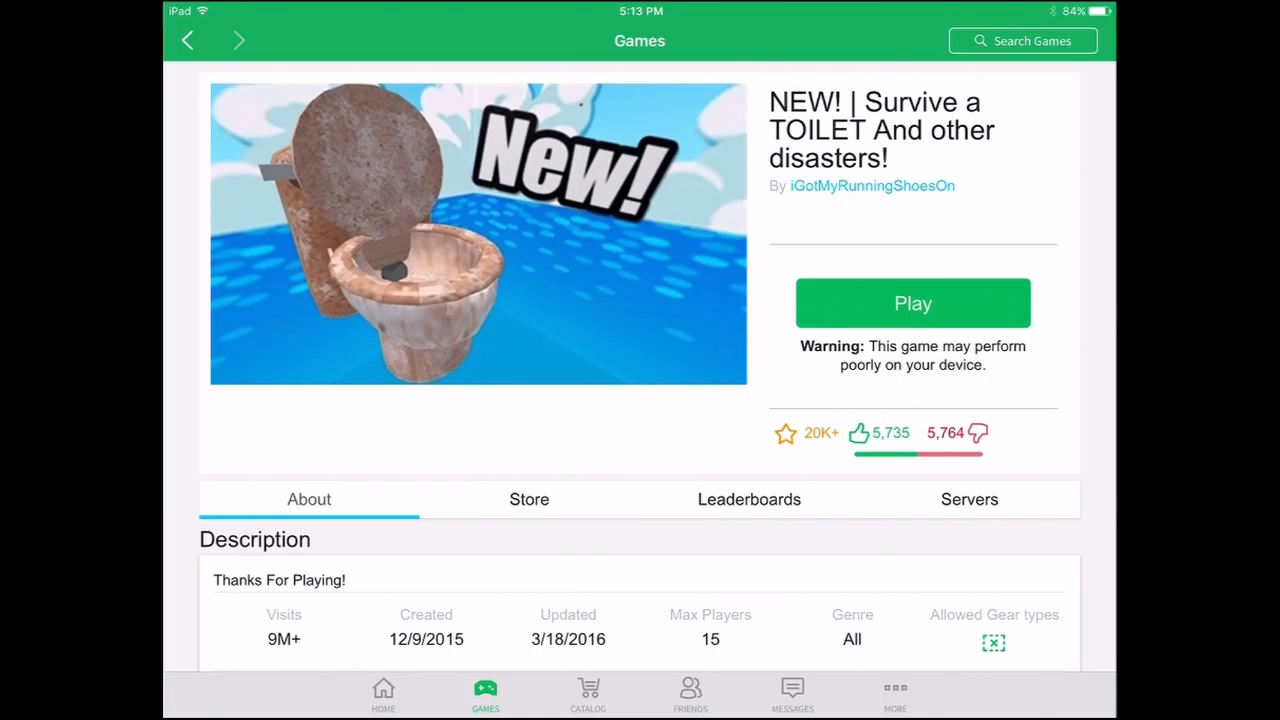 iPad
5:13 PM
84%
Games
Search Games
New!
NEW! | Survive a
TOILET And other
disasters!
By iGotMyRunningShoesOn
Play
Warning: This game may perform
poorly on your device.
20K+ 5,735 5,764
About Store Leaderboards Servers
Description
Thanks For Playing!
Visits Created Updated Max Players Genre Allowed Gear types
9M+ 12/9/2015 3/18/2016 15 All
HOME GAMES CATALOG FRIENDS MESSAGES MORE